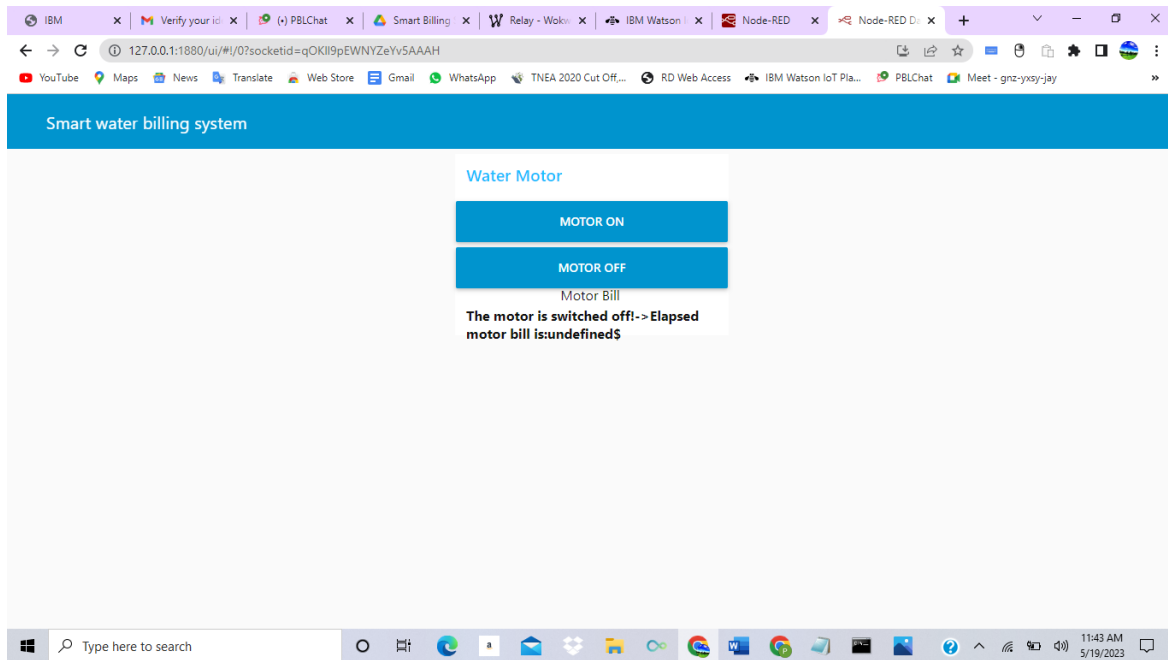 IBM
Verify your id
(•) PBLChat
Smart Billing
Relay - Wokw
IBM Watson
Node-RED
Node-RED Da
127.0.0.1:1880/ui/#!/0?socketid=qOKlI9pEWNYZeYv5AAAH
YouTube
Maps
News
Translate
Web Store
Gmail
WhatsApp
TNEA 2020 Cut Off,...
RD Web Access
IBM Watson IoT Pla...
PBLChat
Meet - gnz-yxsy-jay
»
Smart water billing system
Water Motor
MOTOR ON
MOTOR OFF
Motor Bill
The motor is switched off!->Elapsed
motor bill is:undefined$
Type here to search
11:43 AM
5/19/2023